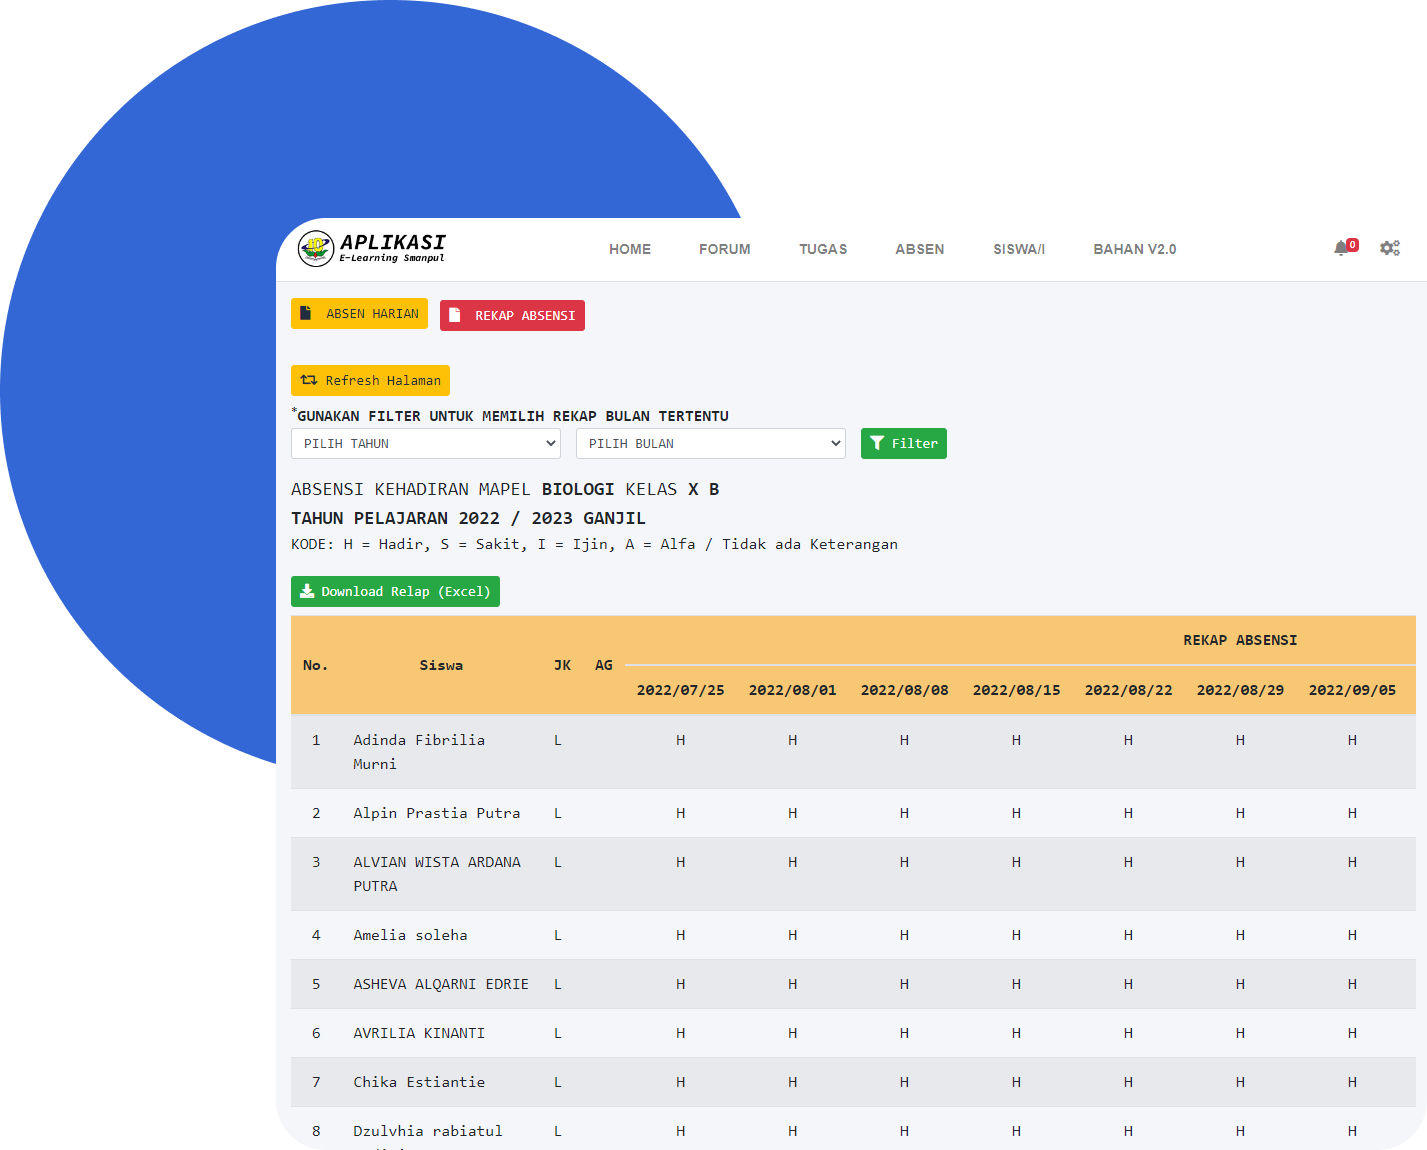 APLIKASI
E-Learning Smanpul
HOME FORUM TUGAS ABSEN SISWA/I BAHAN V2.0 0
ABSEN HARIAN REKAP ABSENSI
Refresh Halaman
*GUNAKAN FILTER UNTUK MEMILIH REKAP BULAN TERTENTU
PILIH TAHUN PILIH BULAN Filter
ABSENSI KEHADIRAN MAPEL BIOLOGI KELAS X B
TAHUN PELAJARAN 2022 / 2023 GANJIL
KODE: H = Hadir, S = Sakit, I = Ijin, A = Alfa / Tidak ada Keterangan
Download Relap (Excel)
REKAP ABSENSI
No. Siswa JK AG
2022/07/25 2022/08/01 2022/08/08 2022/08/15 2022/08/22 2022/08/29 2022/09/05
1 Adinda Fibrilia L H H H H H H H
Murni
2 Alpin Prastia Putra L H H H H H H H
3 ALVIAN WISTA ARDANA L H H H H H H H
PUTRA
4 Amelia soleha L H H H H H H H
5 ASHEVA ALQARNI EDRIE L H H H H H H H
6 AVRILIA KINANTI L H H H H H H H
7 Chika Estiantie L H H H H H H H
8 Dzulvhia rabiatul L H H H H H H H